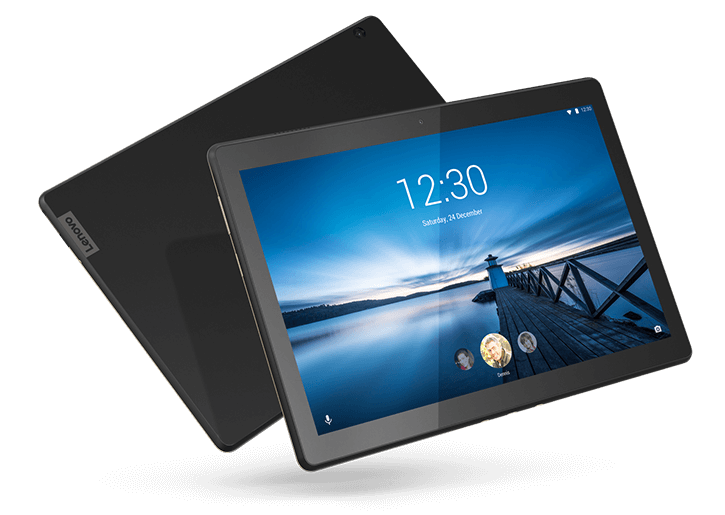 Lenovo
12:30
12:30
Saturday, 24 December
Dennis